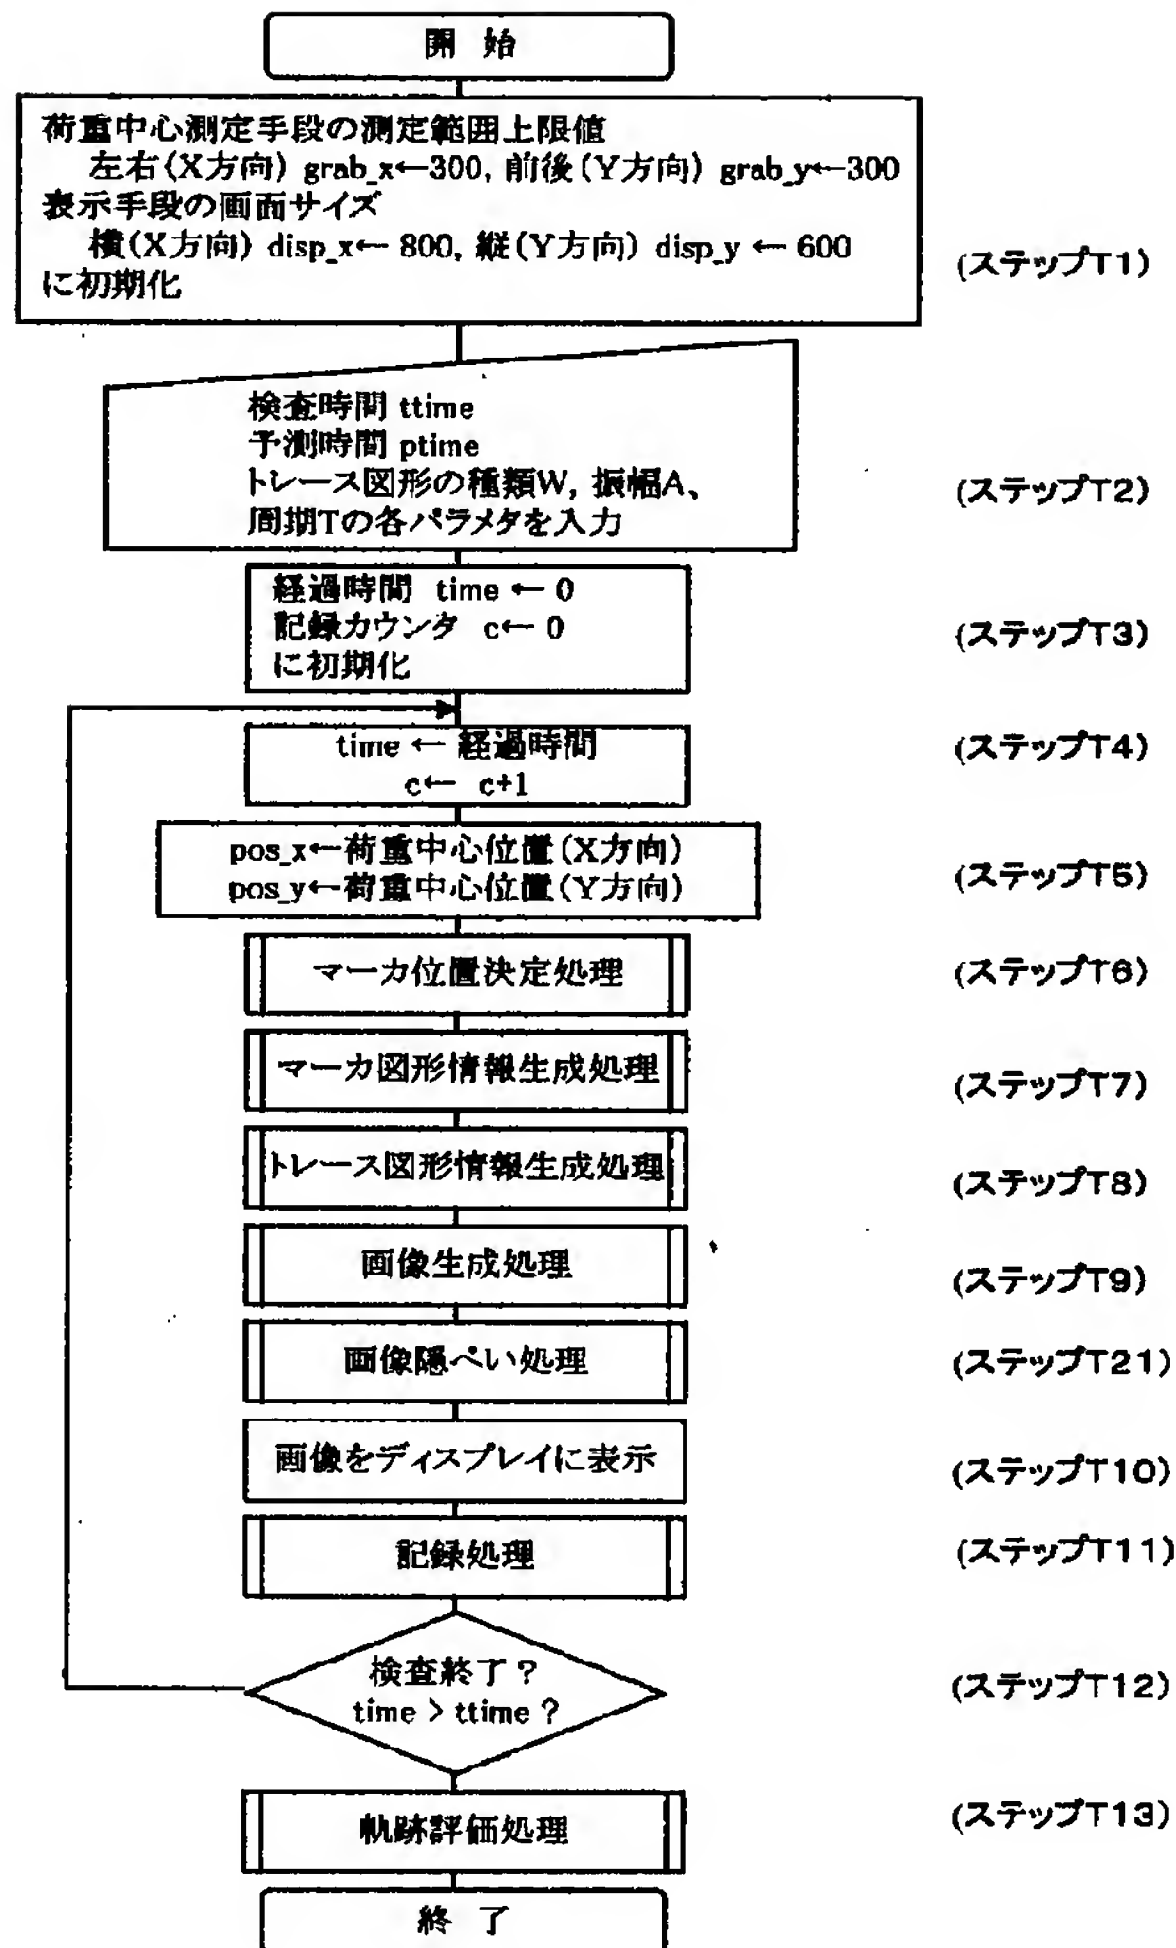 開 始
荷重中心測定手段の測定範囲上限値
左右(X方向) grab_x←300, 前後(Y方向) grab_y←300
表示手段の画面サイズ
横(X方向) disp_x← 800, 縦(Y方向) disp_y ← 600
に初期化
(ステップT1)
検査時間 ttime
予測時間 ptime
トレース図形の種類W, 振幅A、
周期Tの各パラメタを入力
(ステップT2)
経過時間 time ← 0
記録カウンタ c← 0
に初期化
(ステップT3)
time ← 経過時間
c← c+1
(ステップT4)
pos_x←荷重中心位置(X方向)
pos_y←荷重中心位置(Y方向)
(ステップT5)
マーカ位置決定処理
(ステップT6)
マーカ図形情報生成処理
(ステップT7)
トレース図形情報生成処理
(ステップT8)
画像生成処理
(ステップT9)
画像隠ぺい処理
(ステップT21)
画像をディスプレイに表示
(ステップT10)
記録処理
(ステップT11)
検査終了?
time > ttime ?
(ステップT12)
軌跡評価処理
(ステップT13)
終 了